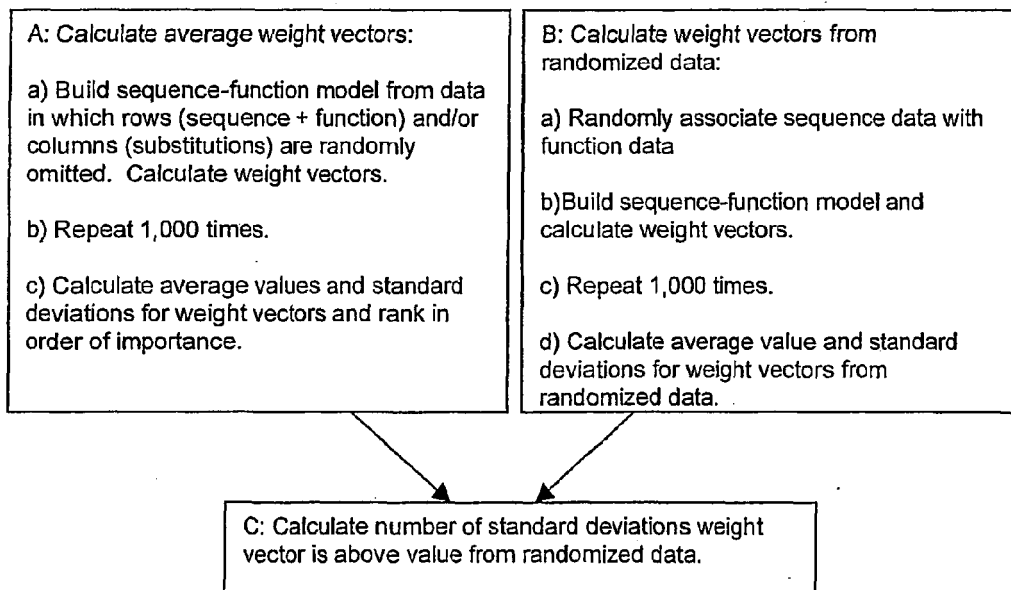 A: Calculate average weight vectors:
a) Build sequence-function model from data
in which rows (sequence + function) and/or
columns (substitutions) are randomly
omitted. Calculate weight vectors.
b) Repeat 1,000 times.
c) Calculate average values and standard
deviations for weight vectors and rank in
order of importance.
B: Calculate weight vectors from
randomized data:
a) Randomly associate sequence data with
function data
b)Build sequence-function model and
calculate weight vectors.
c) Repeat 1,000 times.
d) Calculate average value and standard
deviations for weight vectors from
randomized data.
C: Calculate number of standard deviations weight
vector is above value from randomized data.